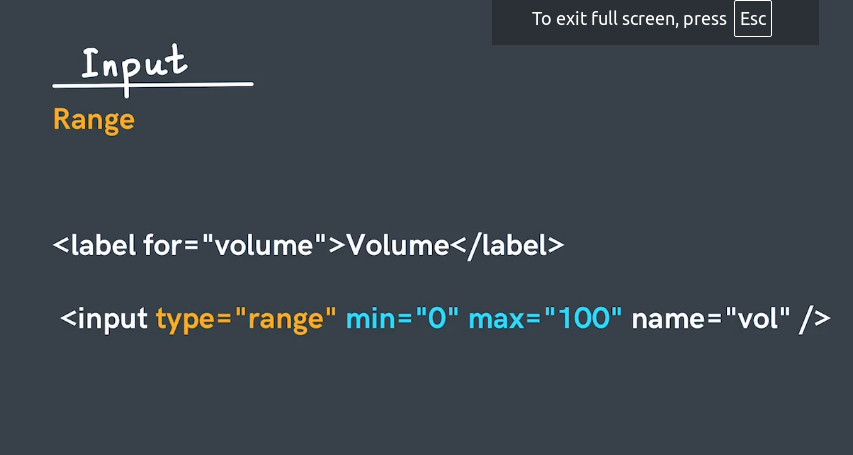 To exit full screen, press Esc
Input
Range
<label for="volume">Volume</label>
<input type="range" min="0" max="100" name="vol" />